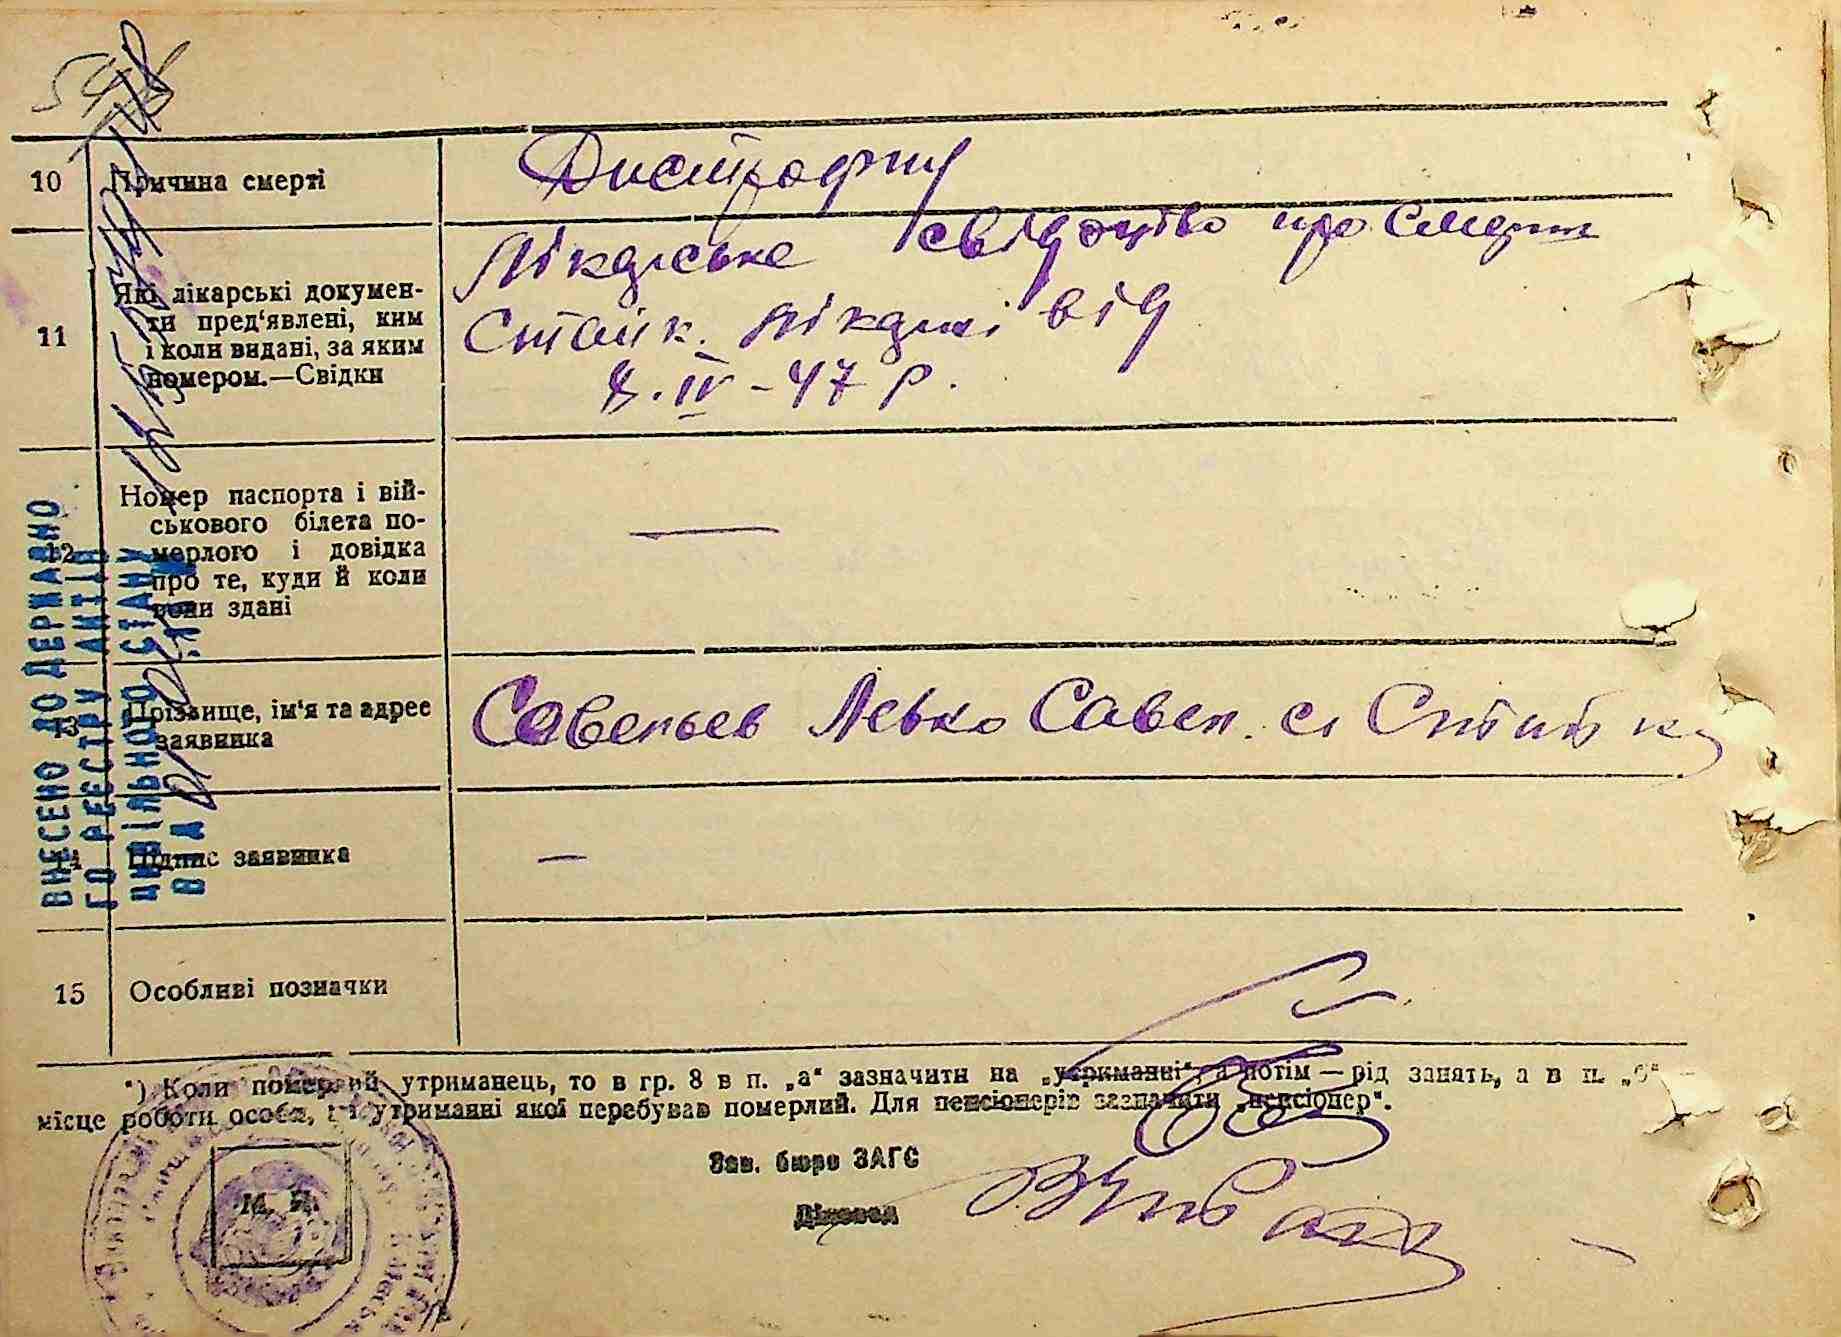 10 Причина смерті Дистрофия
11 Які лікарські докумен-
ти пред'явлені, ким
і коли видані, за яким
номером.—Свідки
Лікарське свідоцтво про смерть
від
8.IV-47 р.
12 Номер паспорта і вій-
ськового білета по-
мерлого і довідка
про те, куди й коли
вони здані
—
13 Прізвище, ім'я та адрес
заявника
Савельев Левко Савел. с.
14 Підпис заявника —
15 Особливі позначки
*) Коли померлий утриманець, то в гр. 8 в п. „а“ зазначити на „утриманні“, а потім — рід занять, а в п. „б“ —
місце роботи особи, на утриманні якої перебував померлий. Для пенсіонерів зазначити „пенсіонер“.
Зав. бюро ЗАГС
Діловод
М. П.
ВНЕСЕНО ДО ДЕРЖАВНО
ГО РЕЄСТРУ АКТІВ
ЦИВІЛЬНОГО СТАНУ
ЗА №